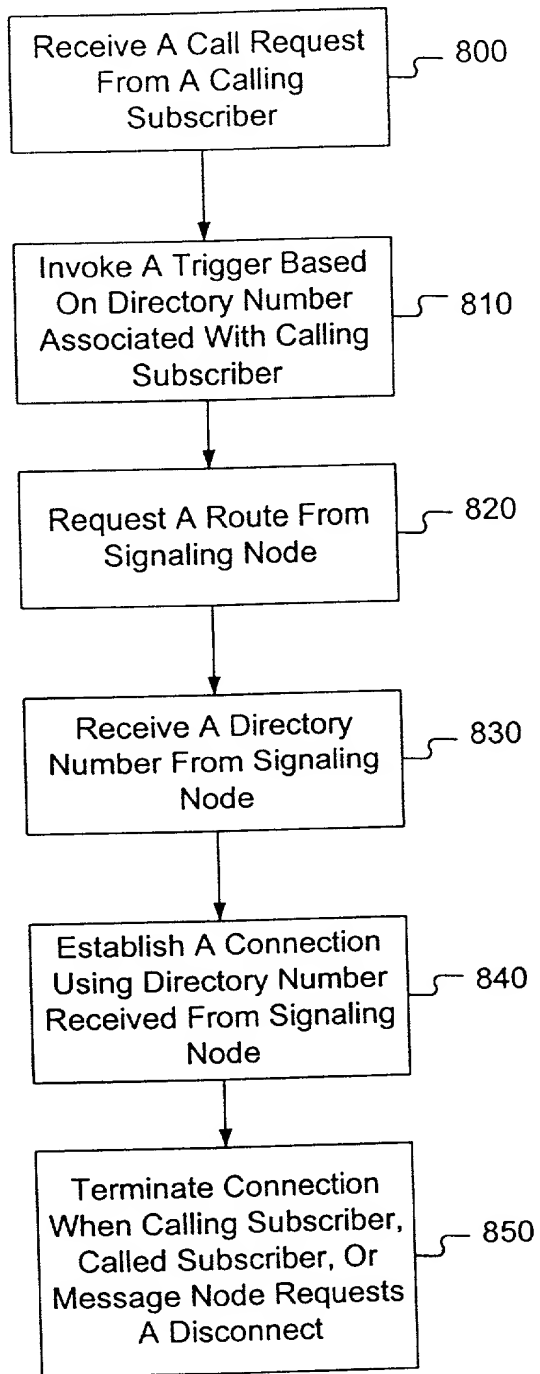 Receive A Call Request
From A Calling
Subscriber
800
Invoke A Trigger Based
On Directory Number
Associated With Calling
Subscriber
810
Request A Route From
Signaling Node
820
Receive A Directory
Number From Signaling
Node
830
Establish A Connection
Using Directory Number
Received From Signaling
Node
840
Terminate Connection
When Calling Subscriber,
Called Subscriber, Or
Message Node Requests
A Disconnect
850